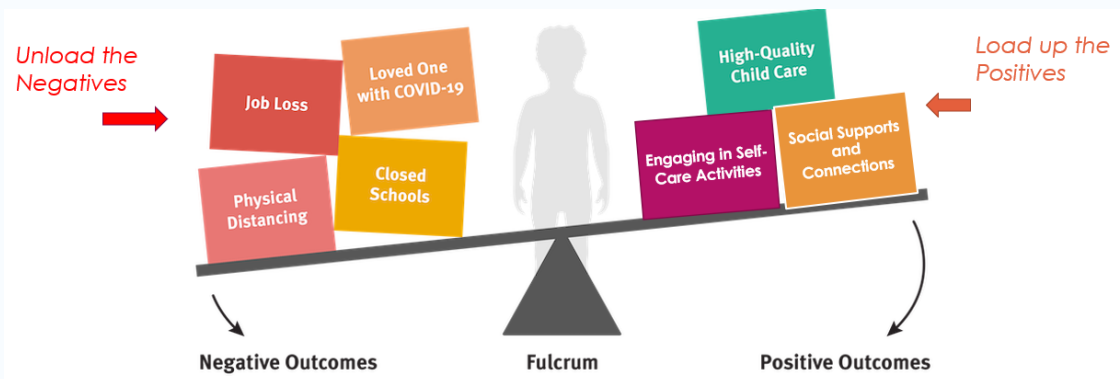 Unload the
Negatives
Job Loss
Loved One
with COVID-19
Physical
Distancing
Closed
Schools
High-Quality
Child Care
Engaging in Self-
Care Activities
Social Supports
and
Connections
Load up the
Positives
Negative Outcomes
Fulcrum
Positive Outcomes